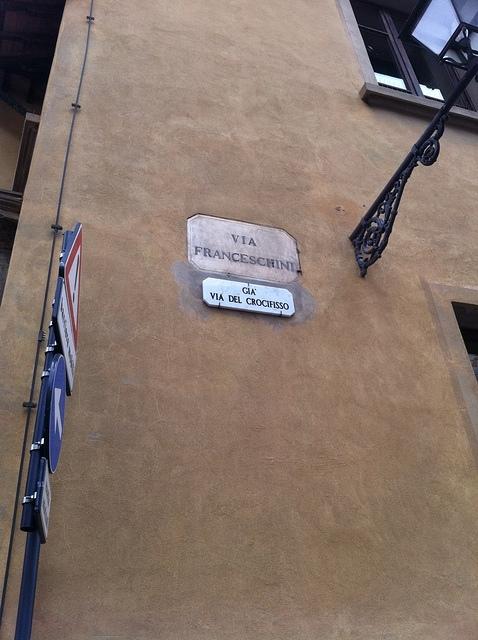 VIA
FRANCESCHINI
GIA'
VIA DEL CROCIFISSO